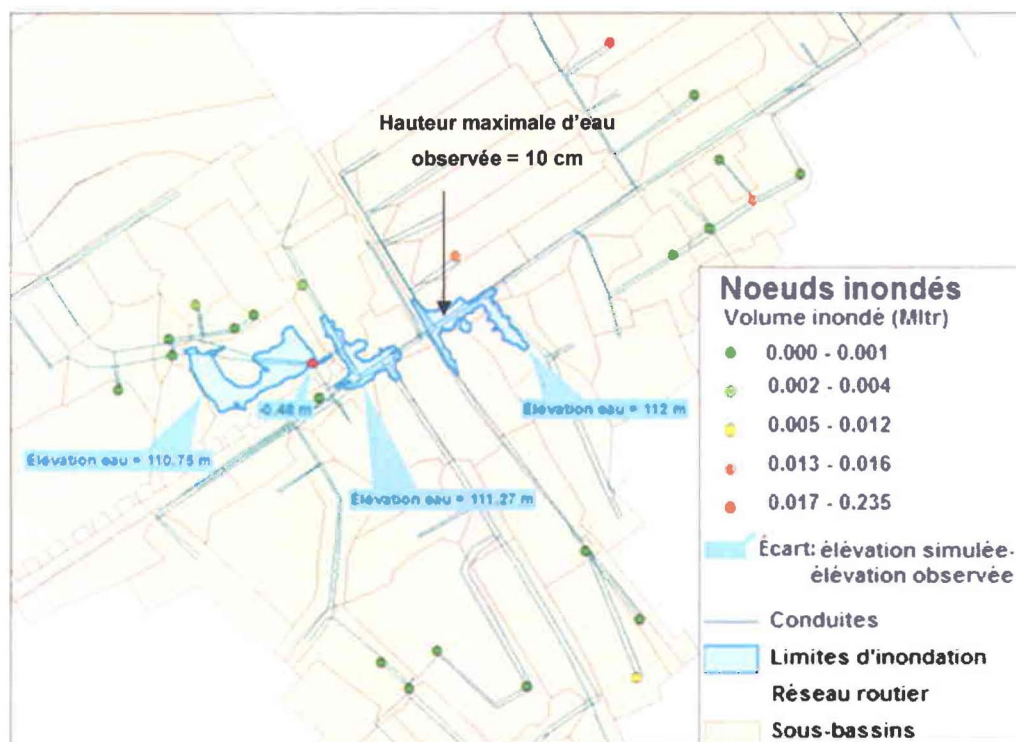 Hauteur maximale d'eau
observée = 10 cm
-0.48 m
Élévation eau = 110.75 m
Élévation eau = 111.27 m
Élévation eau = 112 m
Noeuds inondés
Volume inondé (Mltr)
0.000 - 0.001
0.002 - 0.004
0.005 - 0.012
0.013 - 0.016
0.017 - 0.235
Écart: élévation simulée-
élévation observée
Conduites
Limites d'inondation
Réseau routier
Sous-bassins